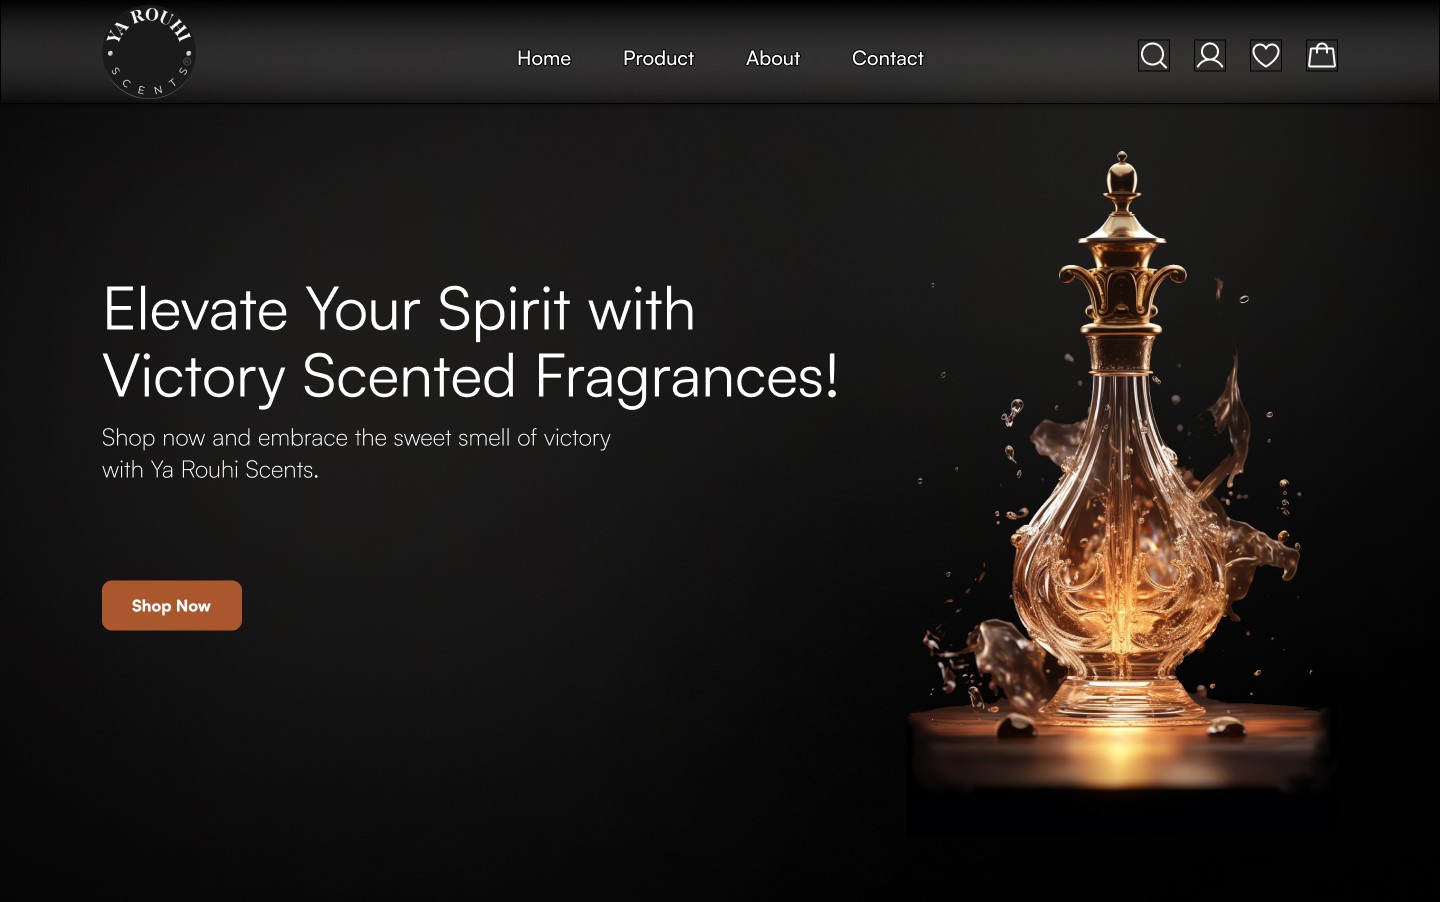 YA ROUHI
SCENTS®
Home Product About Contact
Elevate Your Spirit with
Victory Scented Fragrances!
Shop now and embrace the sweet smell of victory
with Ya Rouhi Scents.
Shop Now